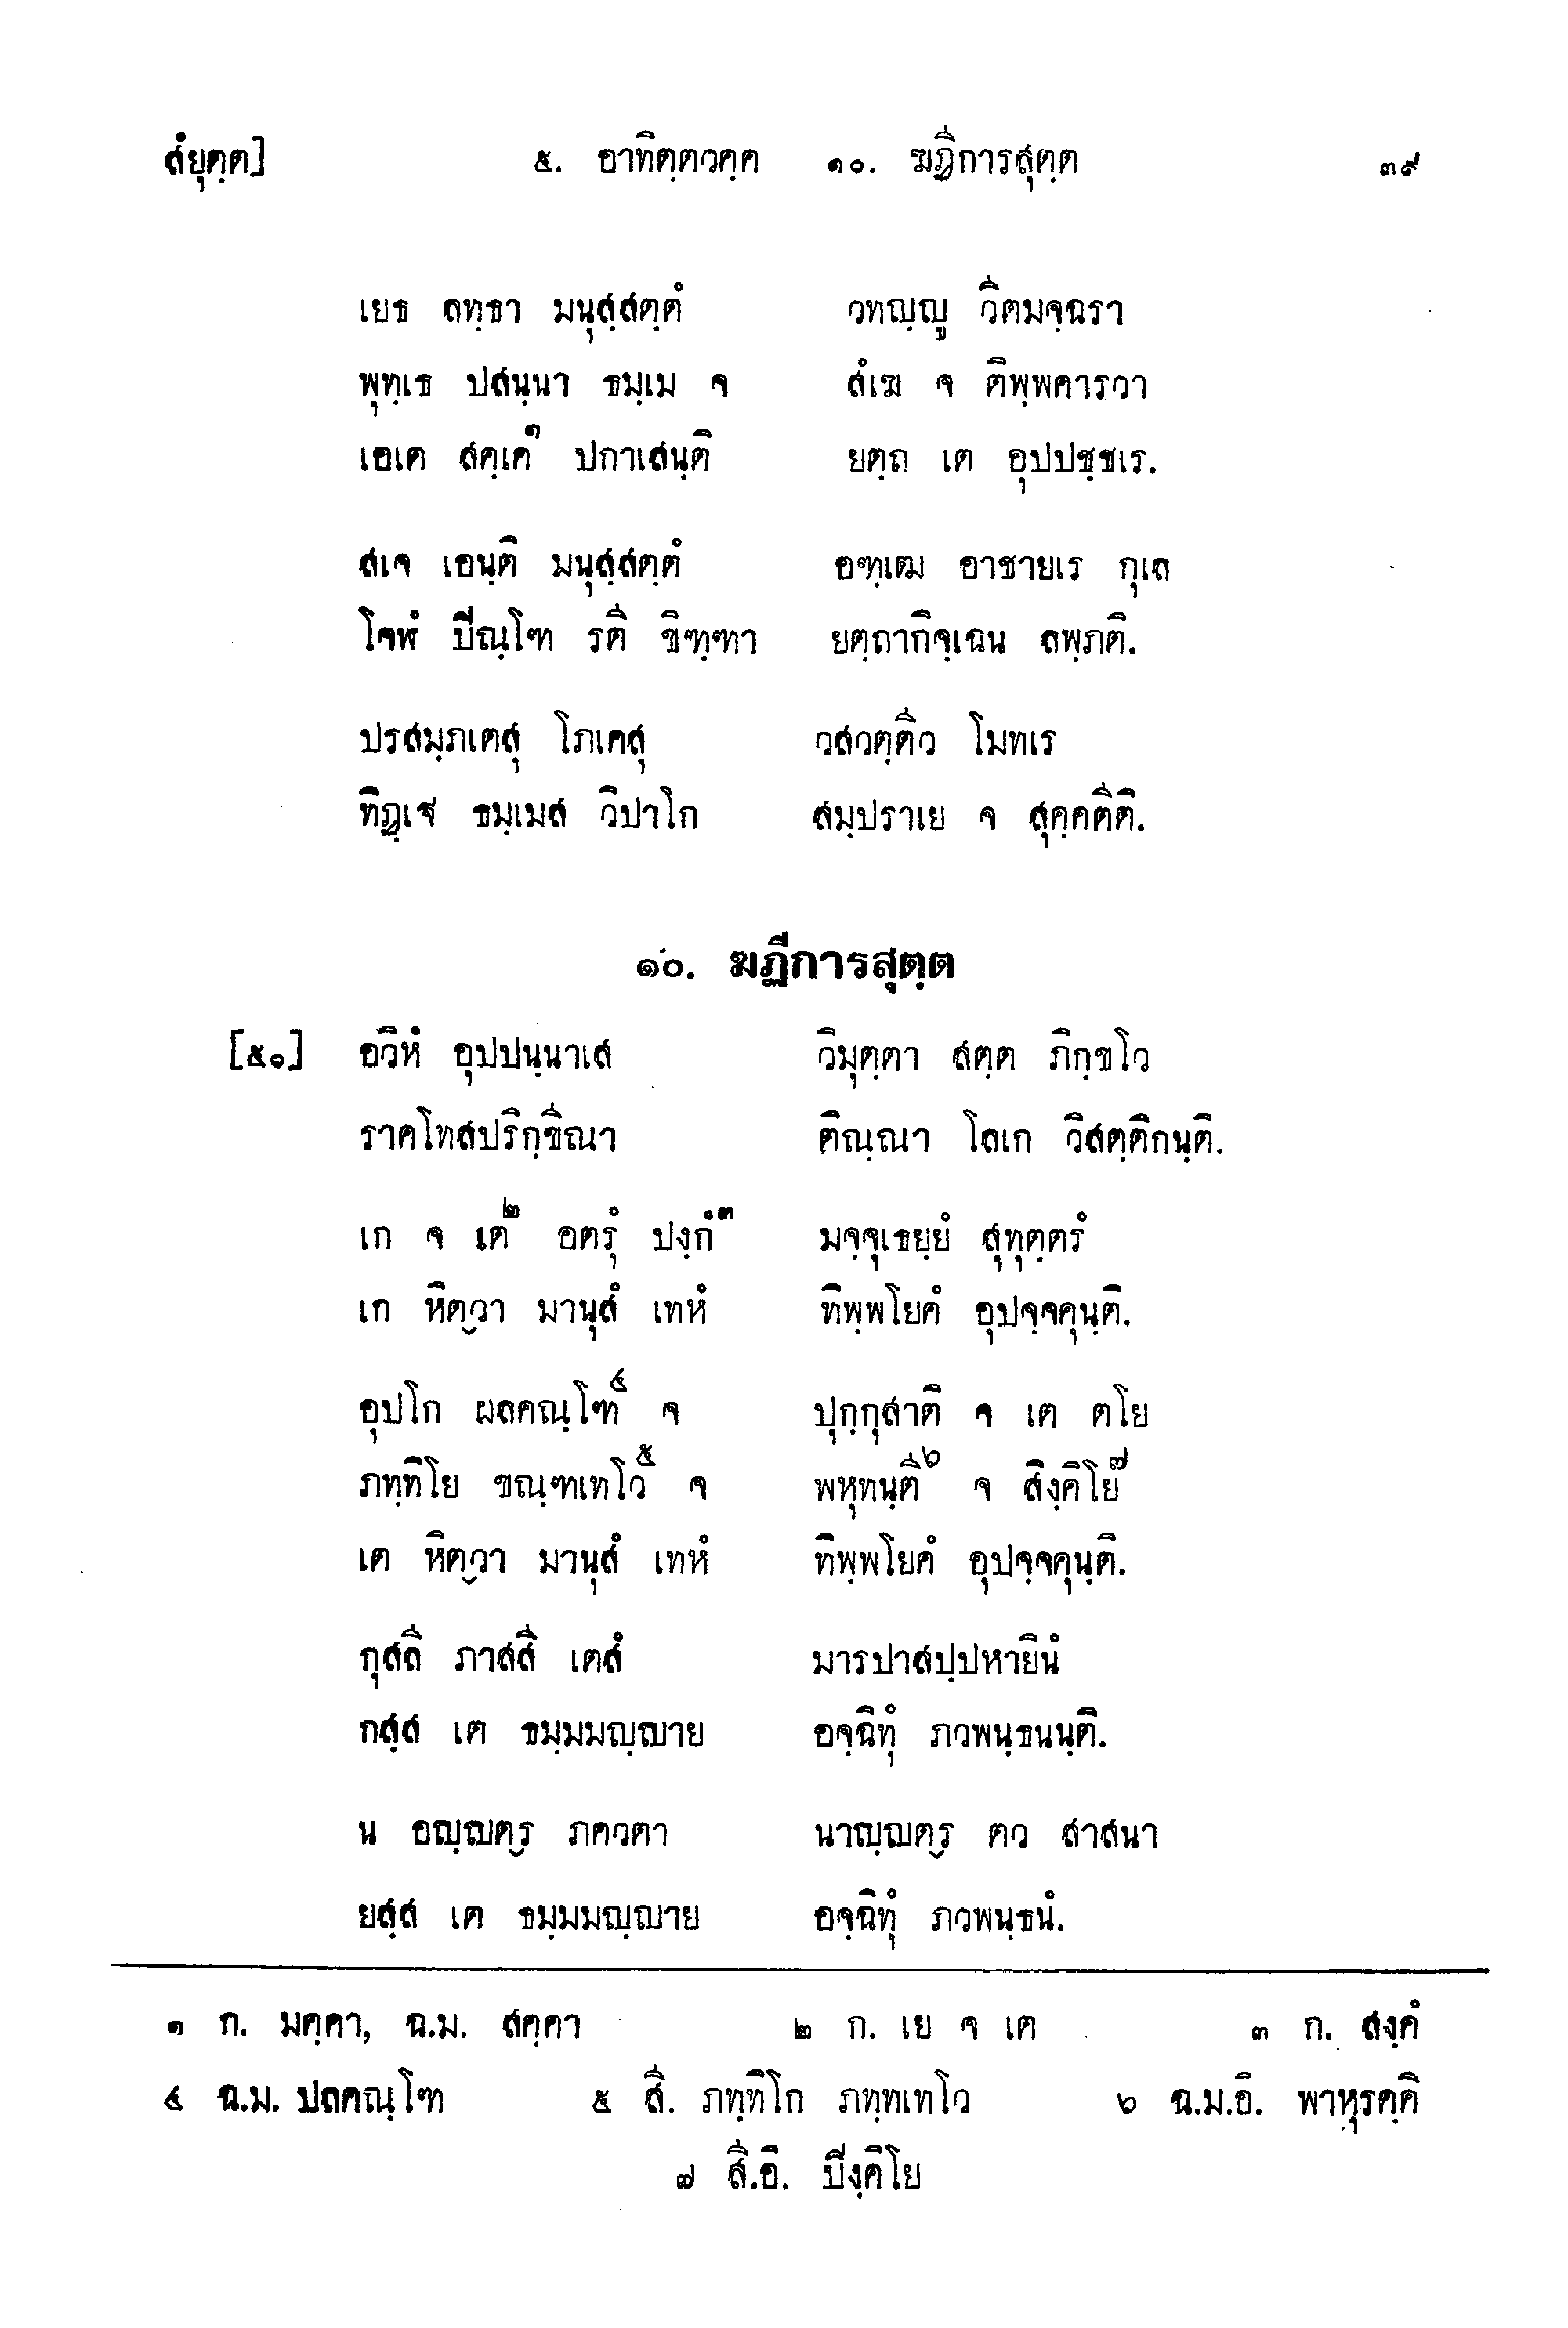 สํยุตฺต] ๕. อาทิตฺตวคฺค ๑๐. ฆฏีการสุตฺต ๓๙
เยธ ลทฺธา มนุสฺสตฺตํ วทญฺญู วีตมจฺฉรา
พุทฺเธ ปสนฺนา ธมฺเม จ สํเฆ จ ติพฺพคารวา
เอเต สคฺเค๑ ปกาเสนฺติ ยตฺถ เต อุปปชฺชเร.
สเจ เอนฺติ มนุสฺสตฺตํ อฑฺเฒ อาชายเร กุเล
โจฬํ ปิณฺโฑ รตี ขิฑฺฑา ยตฺถากิจฺเฉน ลพฺภติ.
ปรสมฺภเตสุ โภเคสุ วสวตฺตีว โมทเร
ทิฏฺเฐ ธมฺเมส วิปาโก สมฺปราเย จ สุคฺคตีติ.
๑๐. ฆฏีการสุตฺต
[๕๑] อวิหํ อุปปนฺนาเส วิมุตฺตา สตฺต ภิกฺขโว
ราคโทสปริกฺขีณา ติณฺณา โลเก วิสตฺติกนฺติ.
เก จ เต๒ อตรุํ ปงฺกํ๓ มจฺจุเธยฺยํ สุทุตฺตรํ
เก หิตฺวา มานุสํ เทหํ ทิพฺพโยคํ อุปจฺจคุนฺติ.
อุปโก ผลคณฺโฑ๔ จ ปุกฺกุสาติ จ เต ตโย
ภทฺทิโย ขณฺฑเทโว๕ จ พหุทนฺตี๖ จ สิงฺคิโย๗
เต หิตฺวา มานุสํ เทหํ ทิพฺพโยคํ อุปจฺจคุนฺติ.
กุสลี ภาสสี เตสํ มารปาสปฺปหายินํ
กสฺส เต ธมฺมมญฺญาย อจฺฉิทุํ ภวพนฺธนนฺติ.
น อญฺญตฺร ภควตา นาญฺญตฺร ตว สาสนา
ยสฺส เต ธมฺมมญฺญาย อจฺฉิทุํ ภวพนฺธนํ.
๑ ก. มคฺคา, ฉ.ม. สคฺคา ๒ ก. เย จ เต ๓ ก. สงฺคํ
๔ ฉ.ม. ปลคณฺโฑ ๕ สี. ภทฺทิโก ภทฺทเทโว ๖ ฉ.ม.อิ. พาหุรคฺคิ
๗ สี.อิ. ปิงฺคิโย